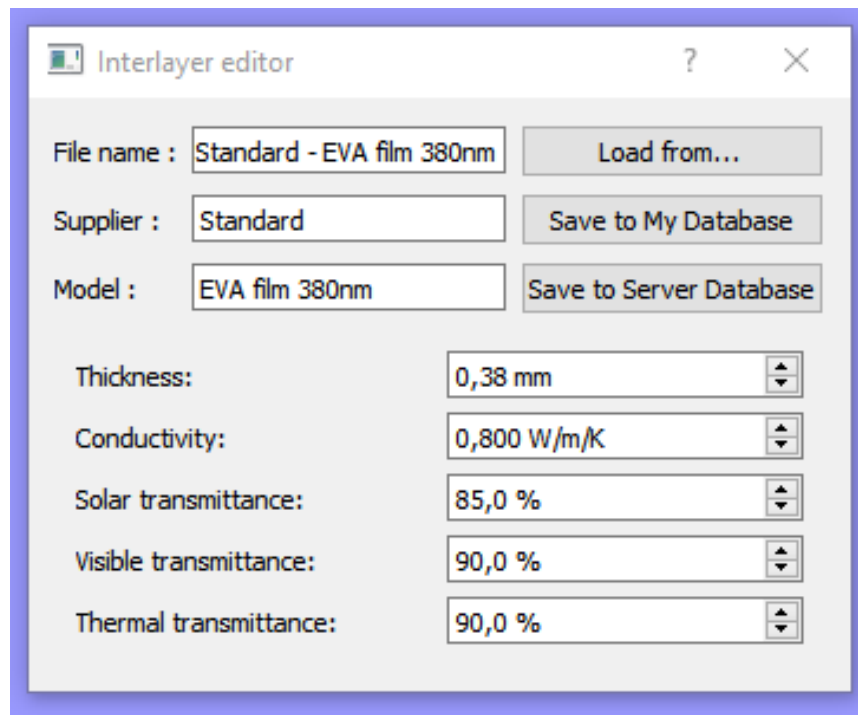 Interlayer editor ?
File name : Standard - EVA film 380nm Load from...
Supplier : Standard Save to My Database
Model : EVA film 380nm Save to Server Database
Thickness: 0,38 mm
Conductivity: 0,800 W/m/K
Solar transmittance: 85,0 %
Visible transmittance: 90,0 %
Thermal transmittance: 90,0 %